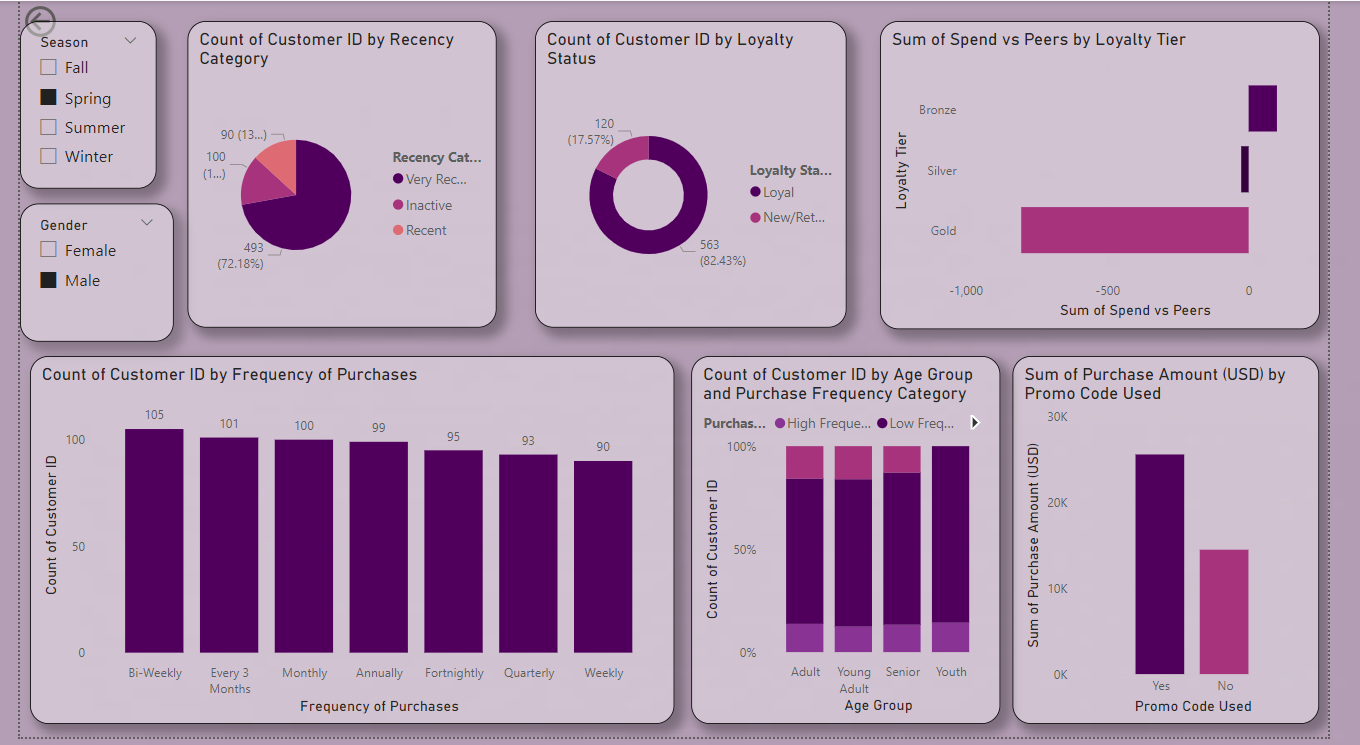 Season
Fall
Spring
Summer
Winter
Gender
Female
Male
Count of Customer ID by Recency
Category
90 (13...)
100
(1...)
493
(72.18%)
Recency Cat...
Very Rec...
Inactive
Recent
Count of Customer ID by Loyalty
Status
120
(17.57%)
563
(82.43%)
Loyalty Sta...
Loyal
New/Ret...
Sum of Spend vs Peers by Loyalty Tier
Loyalty Tier
Bronze
Silver
Gold
-1,000
-500
0
Sum of Spend vs Peers
Count of Customer ID by Frequency of Purchases
Count of Customer ID
100
50
0
105
101
100
99
95
93
90
Bi-Weekly
Every 3
Months
Monthly
Annually
Fortnightly
Quarterly
Weekly
Frequency of Purchases
Count of Customer ID by Age Group
and Purchase Frequency Category
Purchas...
High Freque...
Low Freq...
Count of Customer ID
100%
50%
0%
Adult
Young
Adult
Senior
Youth
Age Group
Sum of Purchase Amount (USD) by
Promo Code Used
Sum of Purchase Amount (USD)
30K
20K
10K
0K
Yes
No
Promo Code Used